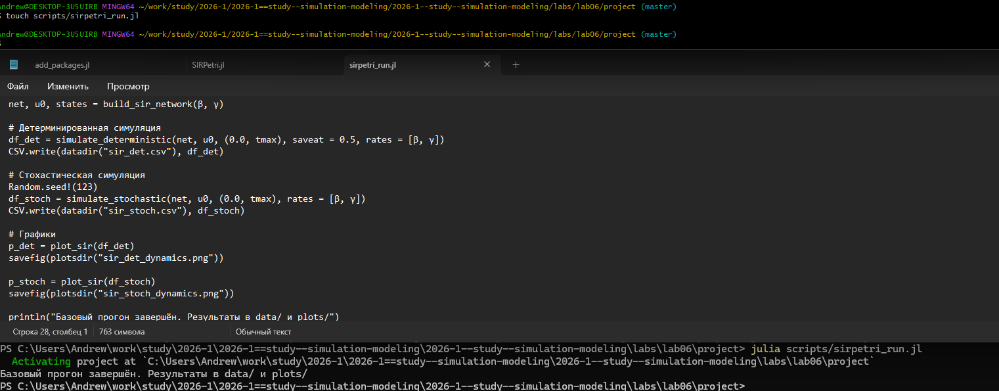 Andrew@DESKTOP-3U5UIRB MINGW64 ~/work/study/2026-1/2026-1==study--simulation-modeling/2026-1--study--simulation-modeling/labs/lab06/project (master)
$ touch scripts/sirpetri_run.jl
Andrew@DESKTOP-3U5UIRB MINGW64 ~/work/study/2026-1/2026-1==study--simulation-modeling/2026-1--study--simulation-modeling/labs/lab06/project (master)
$
add_packages.jl SIRPetri.jl sirpetri_run.jl
Файл Изменить Просмотр
net, u0, states = build_sir_network(β, γ)
# Детерминированная симуляция
df_det = simulate_deterministic(net, u0, (0.0, tmax), saveat = 0.5, rates = [β, γ])
CSV.write(datadir("sir_det.csv"), df_det)
# Стохастическая симуляция
Random.seed!(123)
df_stoch = simulate_stochastic(net, u0, (0.0, tmax), rates = [β, γ])
CSV.write(datadir("sir_stoch.csv"), df_stoch)
# Графики
p_det = plot_sir(df_det)
savefig(plotsdir("sir_det_dynamics.png"))
p_stoch = plot_sir(df_stoch)
savefig(plotsdir("sir_stoch_dynamics.png"))
println("Базовый прогон завершён. Результаты в data/ и plots/")
Строка 28, столбец 1 763 символа Обычный текст
PS C:\Users\Andrew\work\study\2026-1\2026-1==study--simulation-modeling\2026-1--study--simulation-modeling\labs\lab06\project> julia scripts/sirpetri_run.jl
Activating project at `C:\Users\Andrew\work\study\2026-1\2026-1==study--simulation-modeling\2026-1--study--simulation-modeling\labs\lab06\project`
Базовый прогон завершён. Результаты в data/ и plots/
PS C:\Users\Andrew\work\study\2026-1\2026-1==study--simulation-modeling\2026-1--study--simulation-modeling\labs\lab06\project>